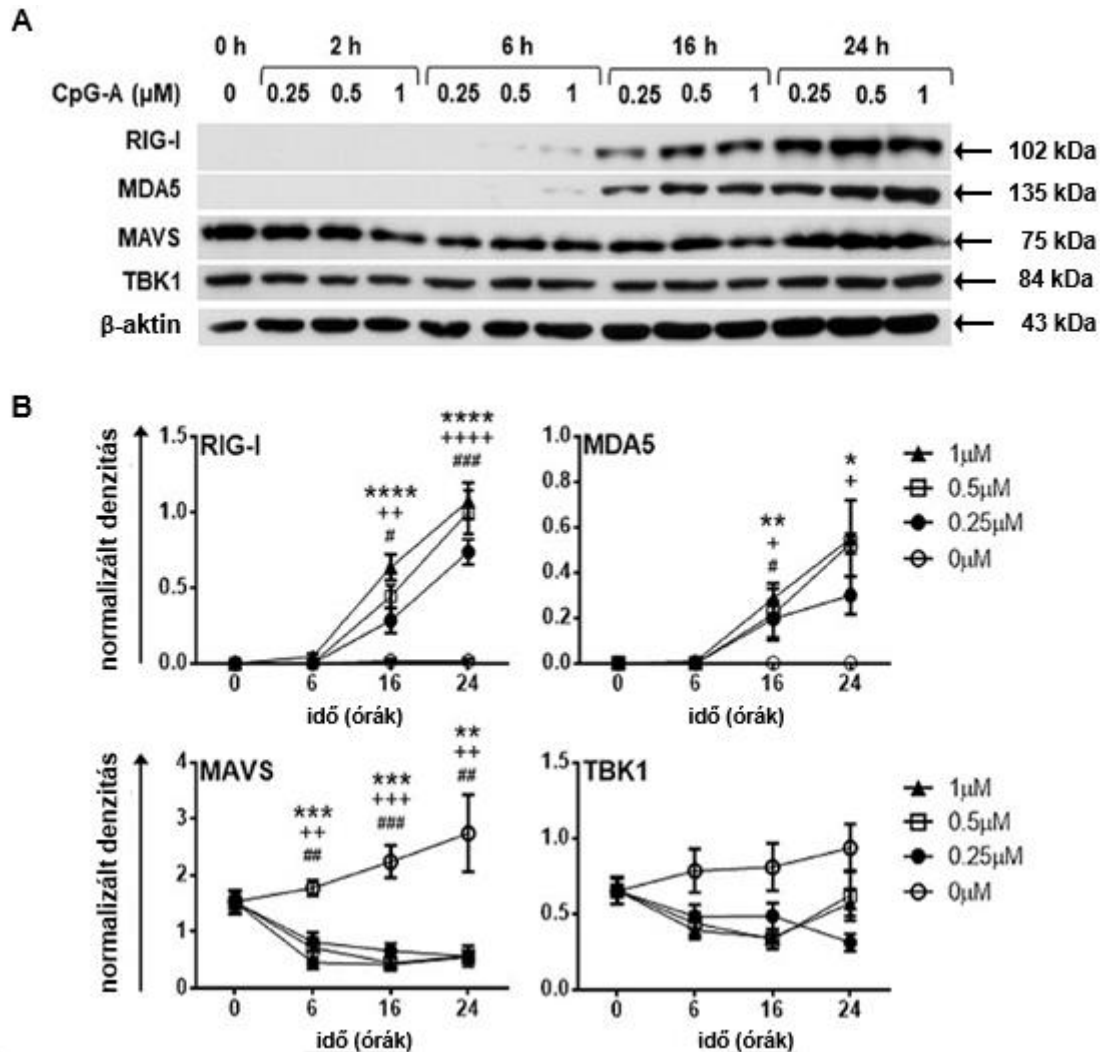 A
0 h 2 h 6 h 16 h 24 h
CpG-A (µM) 0 0.25 0.5 1 0.25 0.5 1 0.25 0.5 1 0.25 0.5 1
RIG-I 102 kDa
MDA5 135 kDa
MAVS 75 kDa
TBK1 84 kDa
β-aktin 43 kDa
B
normalizált denzitás
RIG-I
1.5
1.0
0.5
0.0
****
++
#
****
++++
###
0 6 16 24
idő (órák)
MDA5
1.0
0.8
0.6
0.4
0.2
0.0
**
+
#
*
+
0 6 16 24
idő (órák)
1µM
0.5µM
0.25µM
0µM
normalizált denzitás
MAVS
4
3
2
1
0
***
++
##
***
+++
###
**
++
##
0 6 16 24
idő (órák)
TBK1
1.5
1.0
0.5
0.0
0 6 16 24
idő (órák)
1µM
0.5µM
0.25µM
0µM